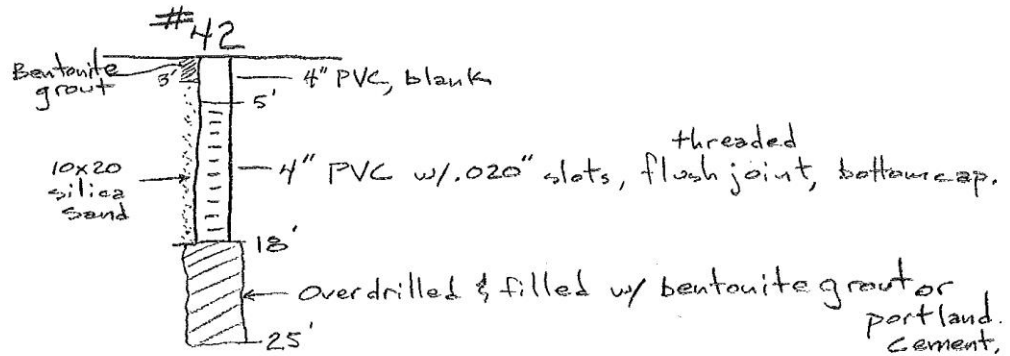 #42
Bentonite
grout
3'
4" PVC, blank
5'
10x20
silica
sand
threaded
4" PVC w/.020" slots, flush joint, bottom cap.
18'
Overdrilled & filled w/ bentonite grout or
portland.
cement,
25'